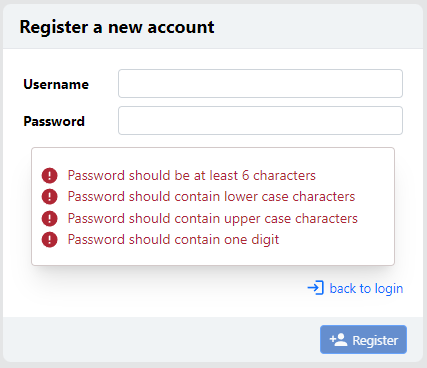 Register a new account
Username
Password
Password should be at least 6 characters
Password should contain lower case characters
Password should contain upper case characters
Password should contain one digit
back to login
Register